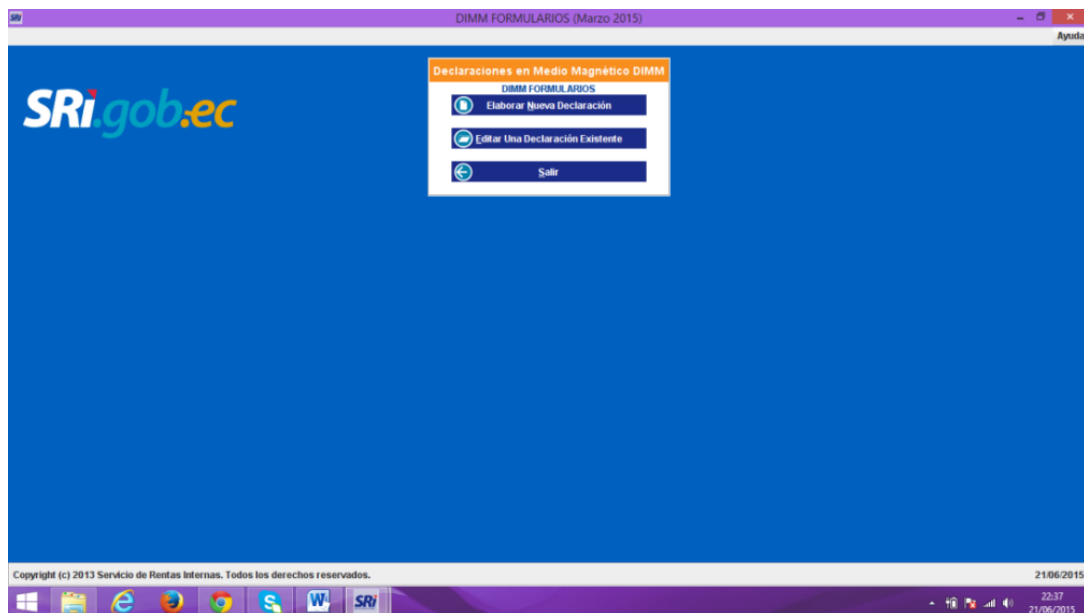 SRi
DIMM FORMULARIOS (Marzo 2015)
Ayuda
SRi.gob.ec
Declaraciones en Medio Magnético DIMM
DIMM FORMULARIOS
Elaborar Nueva Declaración
Editar Una Declaración Existente
Salir
Copyright (c) 2013 Servicio de Rentas Internas. Todos los derechos reservados.
21/06/2015
SRi
22:37
21/06/2015